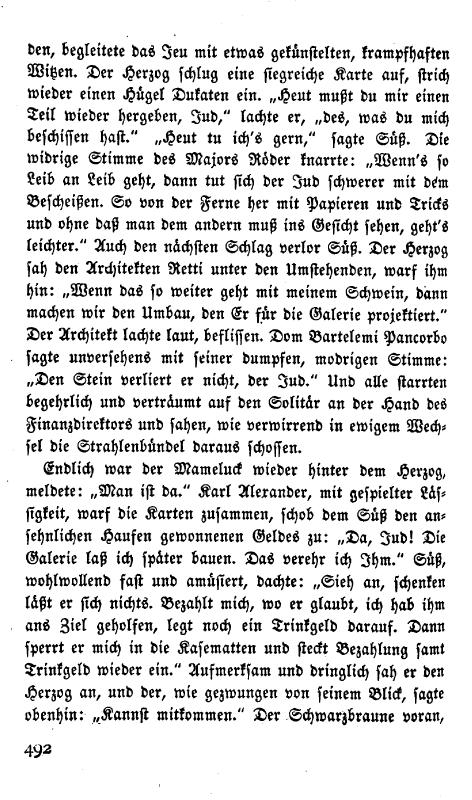 den, begleitete das Jeu mit etwas gekünstelten, krampfhaften
Witzen. Der Herzog schlug eine siegreiche Karte auf, strich
wieder einen Hügel Dukaten ein. „Heut mußt du mir einen
Teil wieder hergeben, Jud,“ lachte er, „des, was du mich
beschissen hast.“ „Heut tu ich's gern,“ sagte Süß. Die
widrige Stimme des Majors Röder knarrte: „Wenn's so
Leib an Leib geht, dann tut sich der Jud schwerer mit dem
Bescheißen. So von der Ferne her mit Papieren und Tricks
und ohne daß man dem andern muß ins Gesicht sehen, geht's
leichter.“ Auch den nächsten Schlag verlor Süß. Der Herzog
sah den Architekten Retti unter den Umstehenden, warf ihm
hin: „Wenn das so weiter geht mit meinem Schwein, dann
machen wir den Umbau, den Er für die Galerie projektiert.“
Der Architekt lachte laut, beflissen. Dom Bartelemi Pancorbo
sagte unversehens mit seiner dumpfen, modrigen Stimme:
„Den Stein verliert er nicht, der Jud.“ Und alle starrten
begehrlich und verträumt auf den Solitär an der Hand des
Finanzdirektors und sahen, wie verwirrend in ewigem Wech-
sel die Strahlenbündel daraus schossen.
Endlich war der Mameluck wieder hinter dem Herzog,
meldete: „Man ist da.“ Karl Alexander, mit gespielter Läs-
sigkeit, warf die Karten zusammen, schob dem Süß den an-
sehnlichen Haufen gewonnenen Geldes zu: „Da, Jud! Die
Galerie laß ich später bauen. Das verehr ich Ihm.“ Süß,
wohlwollend fast und amüsiert, dachte: „Sieh an, schenken
läßt er sich nichts. Bezahlt mich, wo er glaubt, ich hab ihm
ans Ziel geholfen, legt noch ein Trinkgeld darauf. Dann
sperrt er mich in die Kasematten und steckt Bezahlung samt
Trinkgeld wieder ein.“ Aufmerksam und dringlich sah er den
Herzog an, und der, wie gezwungen von seinem Blick, sagte
obenhin: „Kannst mitkommen.“ Der Schwarzbraune voran,
492